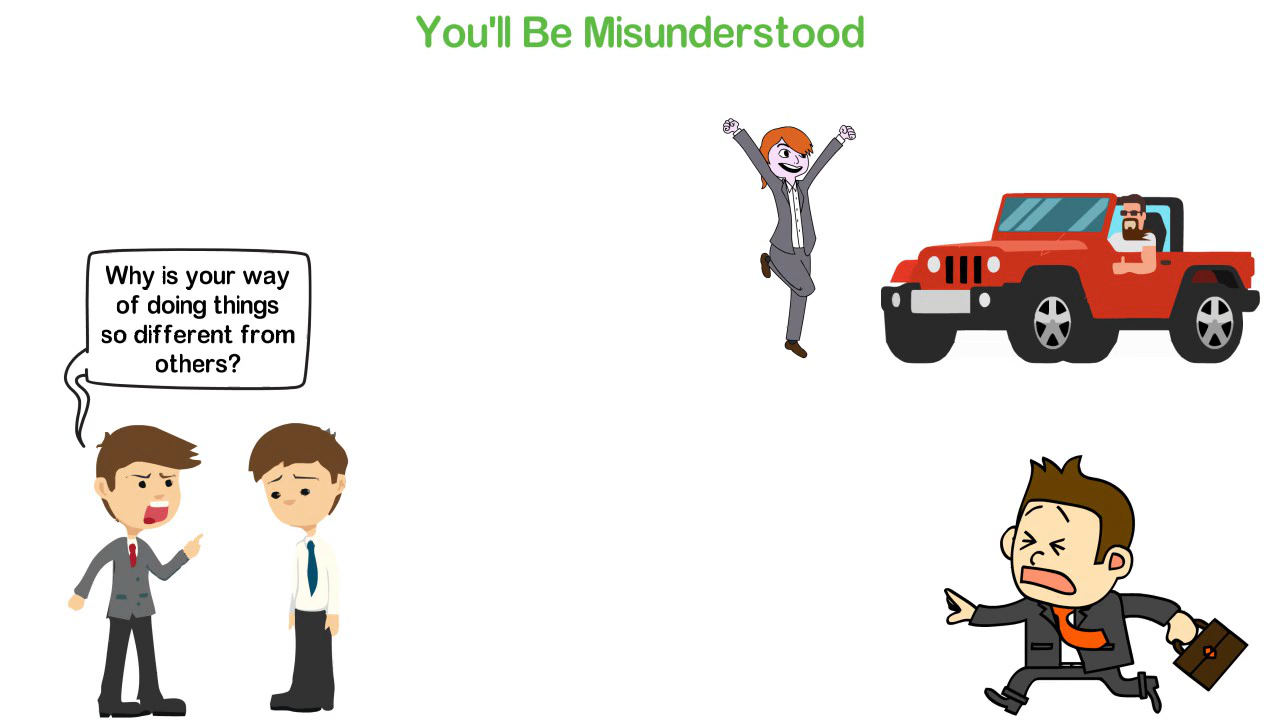 You'll Be Misunderstood
Why is your way
of doing things
so different from
others?